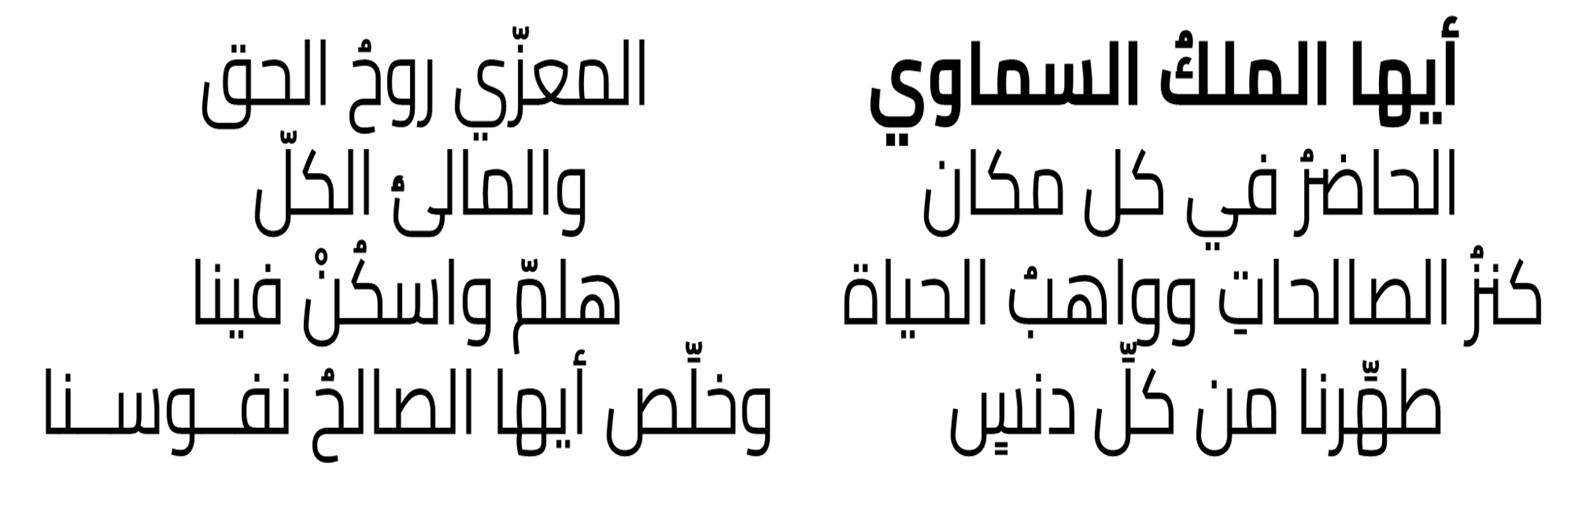 أيها الملكُ السماوي
المعزّي روحُ الحق
الحاضرُ في كل مكان
والمالئُ الكلّ
كنزُ الصالحاتِ وواهبُ الحياة
هلمّ واسكُنْ فينا
طهِّرنا من كلِّ دنسٍ
وخلِّص أيها الصالحُ نفــوســنا